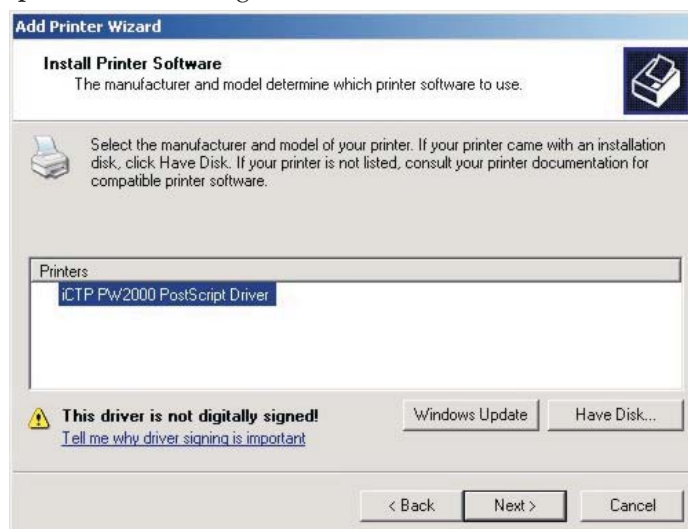 Add Printer Wizard
Install Printer Software
The manufacturer and model determine which printer software to use.
Select the manufacturer and model of your printer. If your printer came with an installation
disk, click Have Disk. If your printer is not listed, consult your printer documentation for
compatible printer software.
Printers
iCTP PW2000 PostScript Driver
This driver is not digitally signed!
Tell me why driver signing is important
Windows Update
Have Disk...
< Back
Next >
Cancel